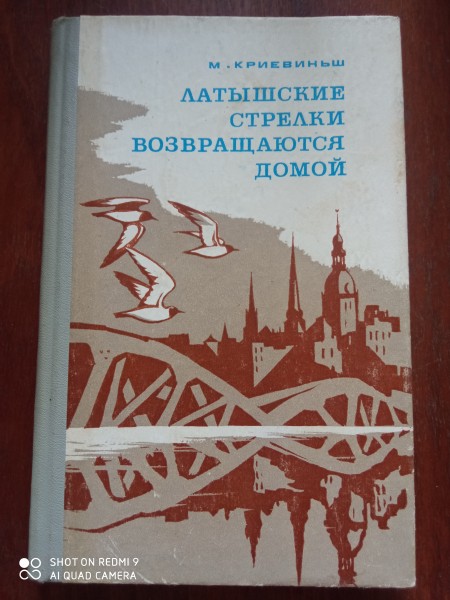 М. КРИЕВИНЬШ
ЛАТЫШСКИЕ
СТРЕЛКИ
ВОЗВРАЩАЮТСЯ
ДОМОЙ
SHOT ON REDMI 9
AI QUAD CAMERA